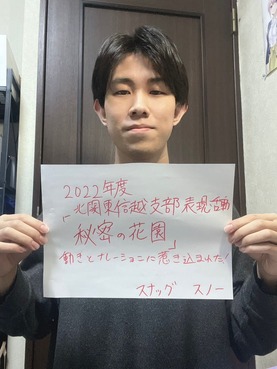 2022年度
「北関東信越支部表現活動
秘密の花園」
動きとナレーションに惹き込まれた!
スナッグ スノー